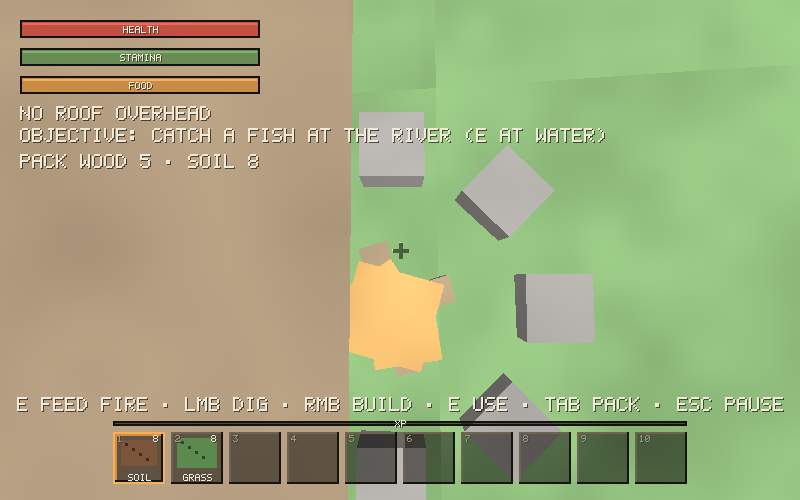 HEALTH
STAMINA
FOOD
NO ROOF OVERHEAD
OBJECTIVE: CATCH A FISH AT THE RIVER (E AT WATER)
PACK WOOD 5 · SOIL 8
E FEED FIRE · LMB DIG · RMB BUILD · E USE · TAB PACK · ESC PAUSE
XP
1 8 2 8 3 4 5 6 7 8 9 10
SOIL GRASS